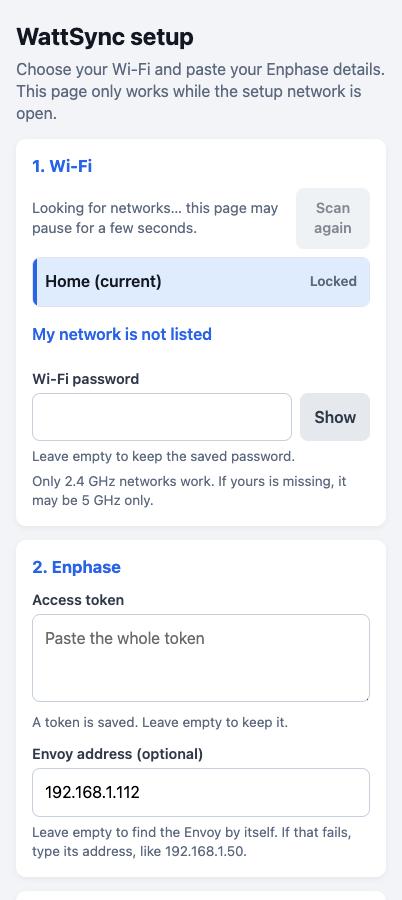 WattSync setup
Choose your Wi-Fi and paste your Enphase details.
This page only works while the setup network is
open.
1. Wi-Fi
Looking for networks... this page may
pause for a few seconds.
Scan
again
Home (current)
Locked
My network is not listed
Wi-Fi password
Show
Leave empty to keep the saved password.
Only 2.4 GHz networks work. If yours is missing, it
may be 5 GHz only.
2. Enphase
Access token
Paste the whole token
A token is saved. Leave empty to keep it.
Envoy address (optional)
192.168.1.112
Leave empty to find the Envoy by itself. If that fails,
type its address, like 192.168.1.50.